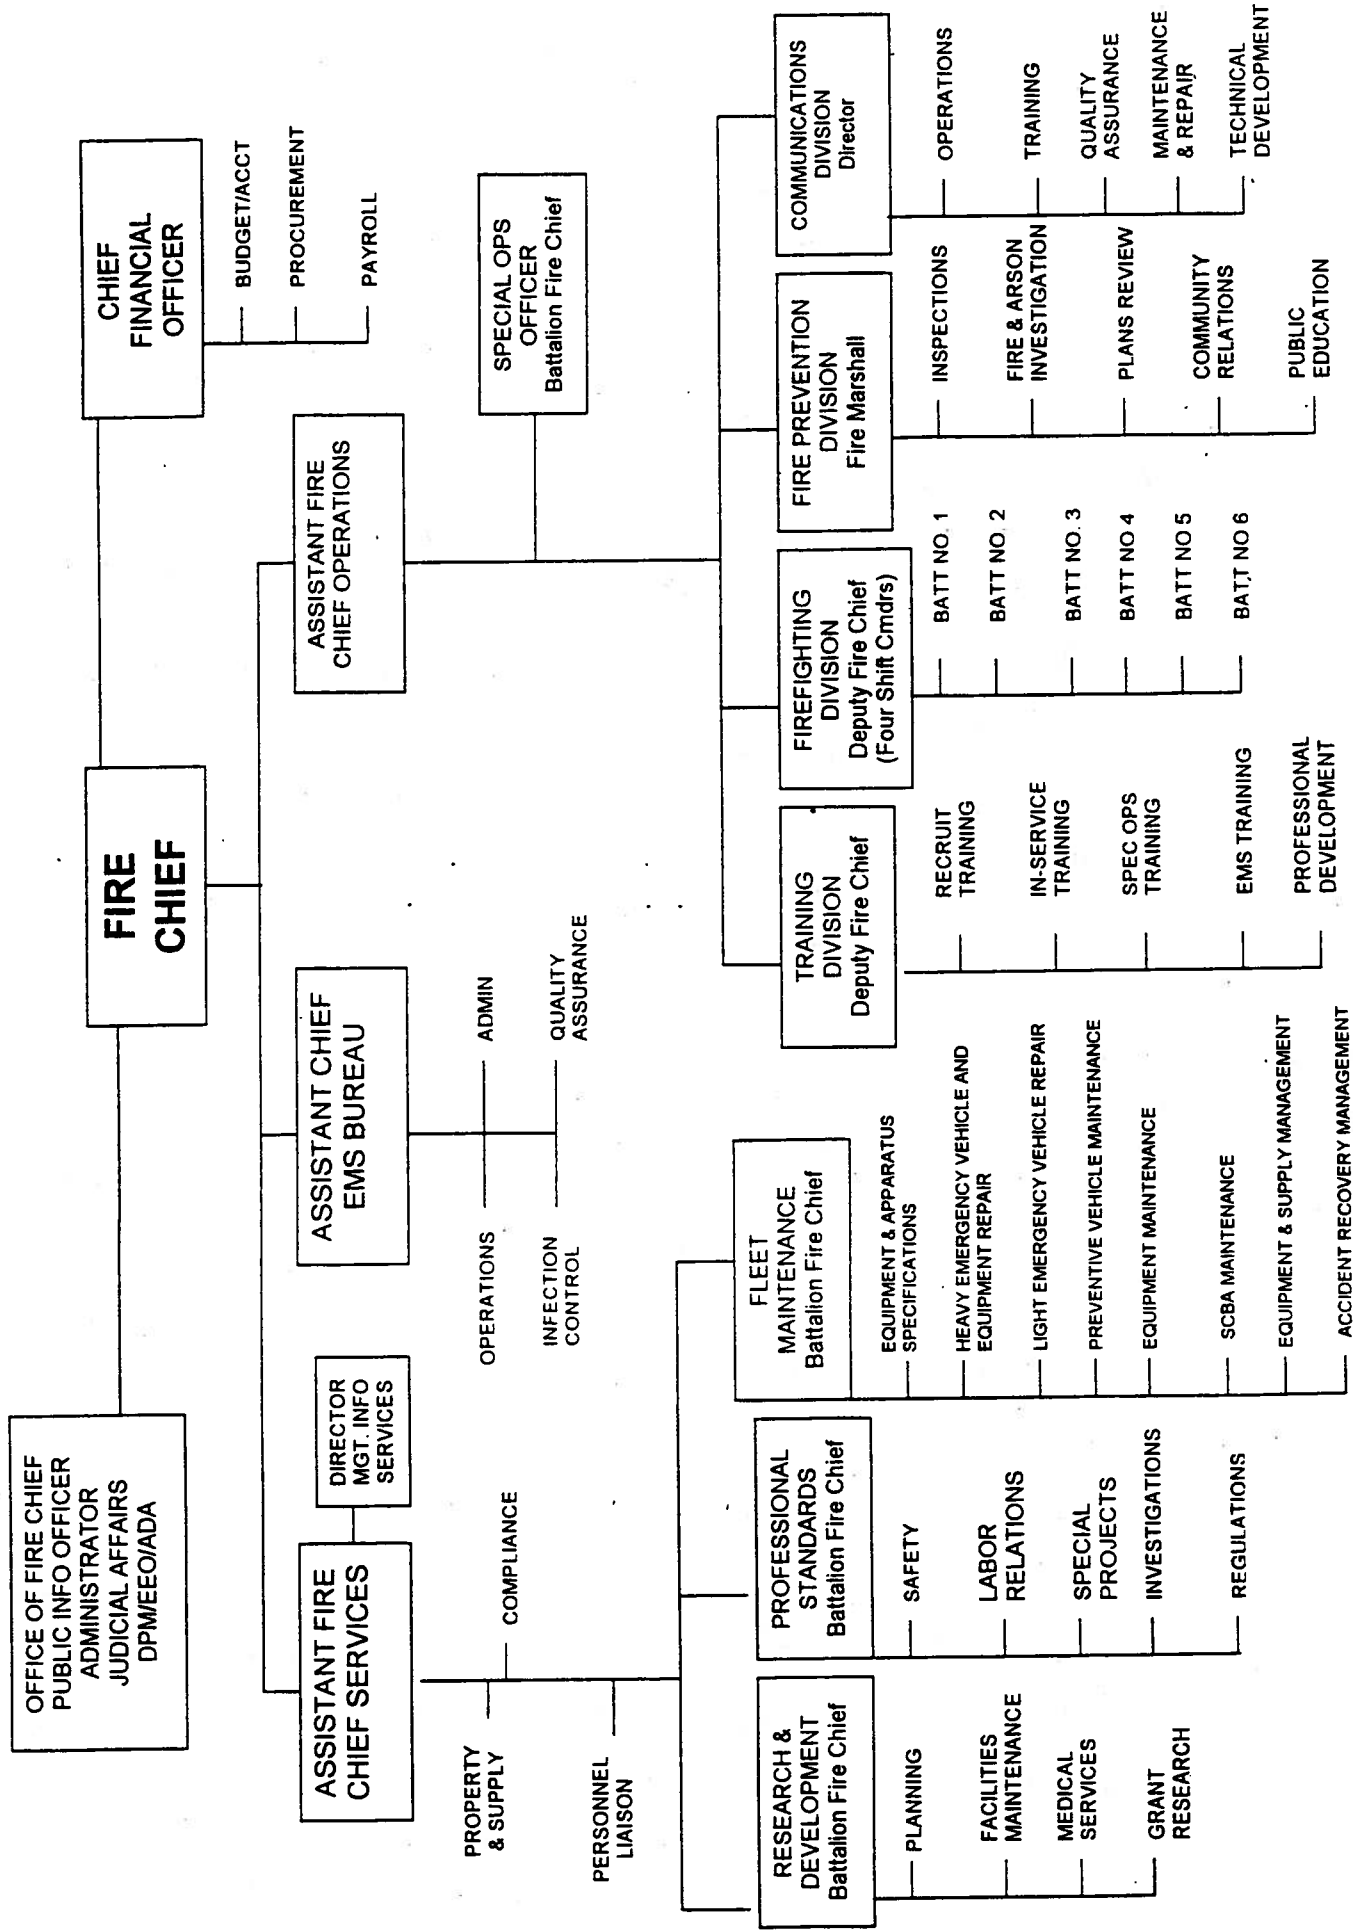 OFFICE OF FIRE CHIEF
PUBLIC INFO OFFICER
ADMINISTRATOR
JUDICIAL AFFAIRS
DPM/EEO/ADA
FIRE
CHIEF
CHIEF
FINANCIAL
OFFICER
BUDGET/ACCT
PROCUREMENT
PAYROLL
ASSISTANT FIRE
CHIEF SERVICES
DIRECTOR
MGT. INFO
SERVICES
ASSISTANT CHIEF
EMS BUREAU
ASSISTANT FIRE
CHIEF OPERATIONS
PROPERTY
& SUPPLY
COMPLIANCE
PERSONNEL
LIAISON
OPERATIONS
ADMIN
INFECTION
CONTROL
QUALITY
ASSURANCE
SPECIAL OPS
OFFICER
Battalion Fire Chief
RESEARCH &
DEVELOPMENT
Battalion Fire Chief
PLANNING
FACILITIES
MAINTENANCE
MEDICAL
SERVICES
GRANT
RESEARCH
PROFESSIONAL
STANDARDS
Battalion Fire Chief
SAFETY
LABOR
RELATIONS
SPECIAL
PROJECTS
INVESTIGATIONS
REGULATIONS
FLEET
MAINTENANCE
Battalion Fire Chief
EQUIPMENT & APPARATUS
SPECIFICATIONS
HEAVY EMERGENCY VEHICLE AND
EQUIPMENT REPAIR
LIGHT EMERGENCY VEHICLE REPAIR
PREVENTIVE VEHICLE MAINTENANCE
EQUIPMENT MAINTENANCE
SCBA MAINTENANCE
EQUIPMENT & SUPPLY MANAGEMENT
ACCIDENT RECOVERY MANAGEMENT
TRAINING
DIVISION
Deputy Fire Chief
RECRUIT
TRAINING
IN-SERVICE
TRAINING
SPEC OPS
TRAINING
EMS TRAINING
PROFESSIONAL
DEVELOPMENT
FIREFIGHTING
DIVISION
Deputy Fire Chief
(Four Shift Cmdrs)
BATT NO. 1
BATT NO. 2
BATT NO. 3
BATT NO 4
BATT NO 5
BATT NO 6
FIRE PREVENTION
DIVISION
Fire Marshall
INSPECTIONS
FIRE & ARSON
INVESTIGATION
PLANS REVIEW
COMMUNITY
RELATIONS
PUBLIC
EDUCATION
COMMUNICATIONS
DIVISION
Director
OPERATIONS
TRAINING
QUALITY
ASSURANCE
MAINTENANCE
& REPAIR
TECHNICAL
DEVELOPMENT